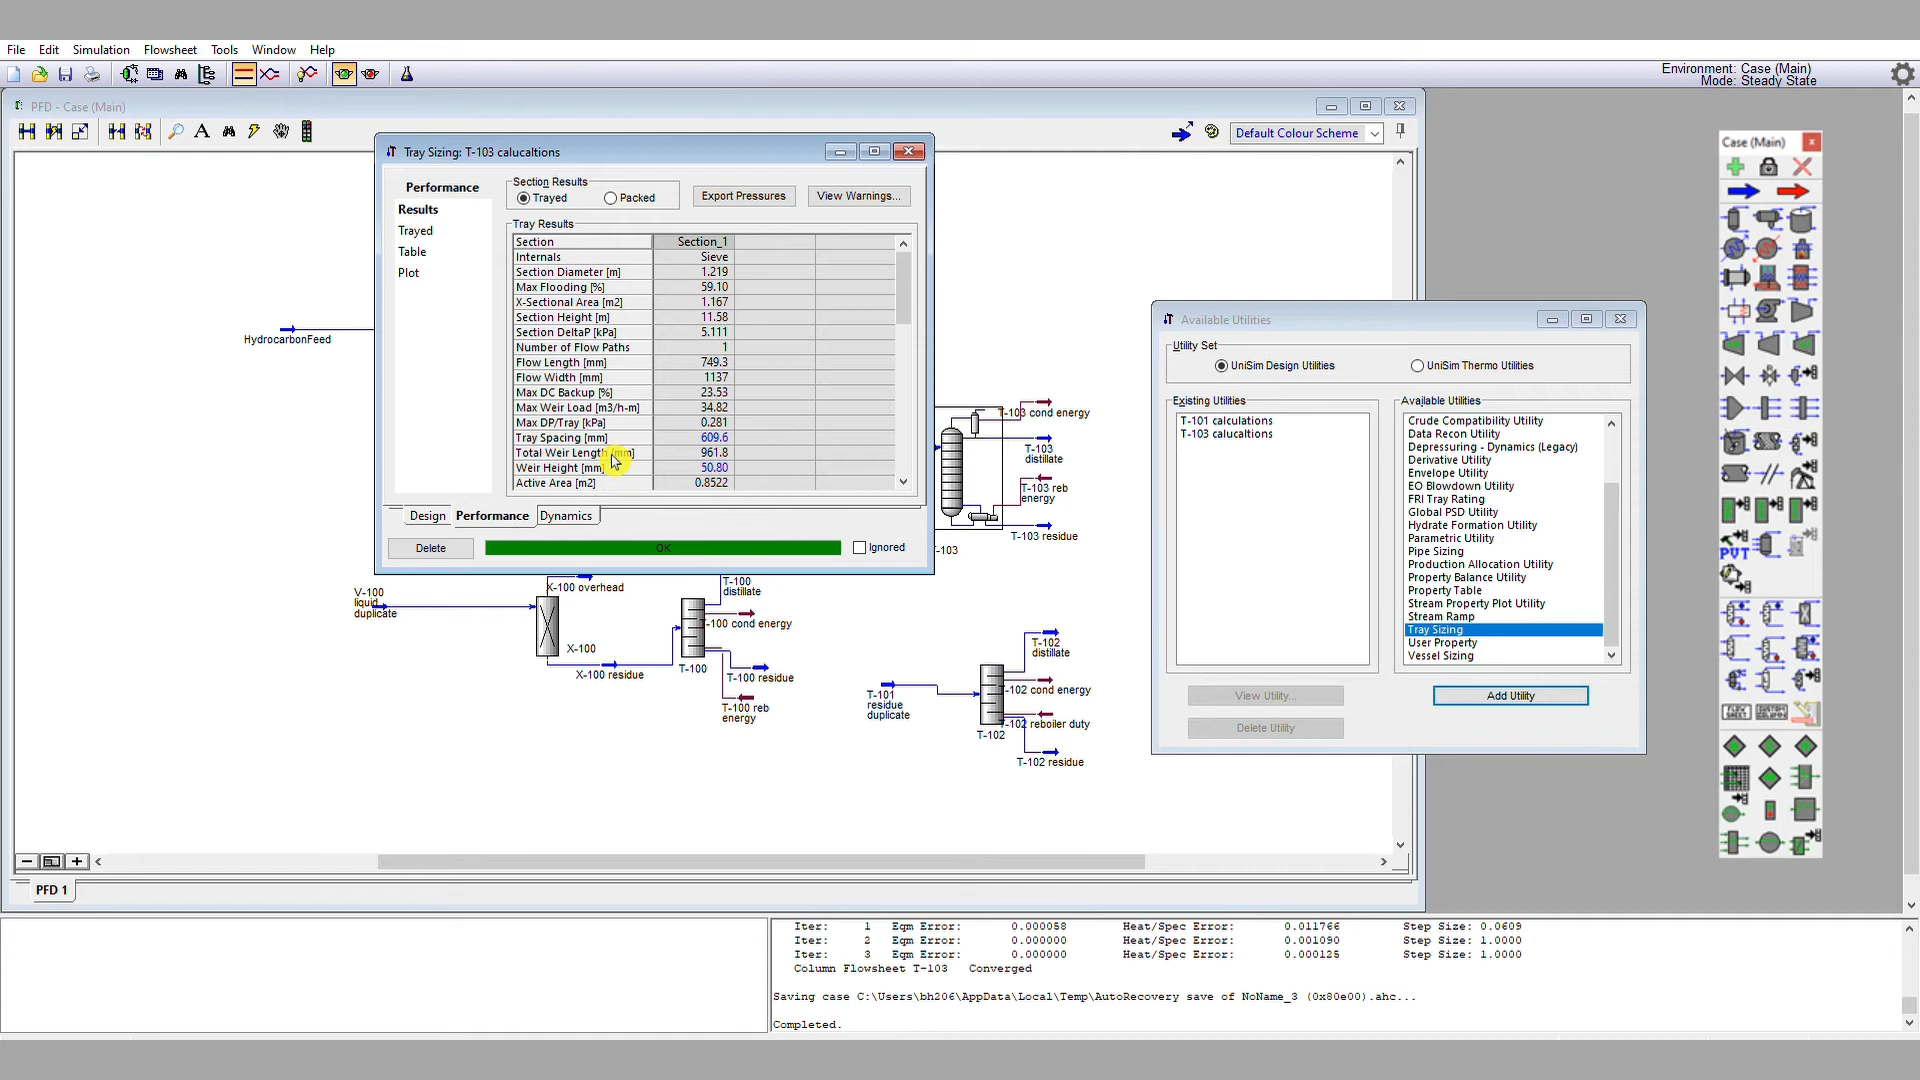 File Edit Simulation Flowsheet Tools Window Help
Environment: Case (Main)
Mode: Steady State
PFD - Case (Main)
Default Colour Scheme
Case (Main)
Tray Sizing: T-103 calucaltions
Performance
Results
Trayed
Table
Plot
Section Results
Trayed
Packed
Export Pressures
View Warnings...
Tray Results
Section Section_1
Internals Sieve
Section Diameter [m] 1.219
Max Flooding [%] 59.10
X-Sectional Area [m2] 1.167
Section Height [m] 11.58
Section DeltaP [kPa] 5.111
Number of Flow Paths 1
Flow Length [mm] 749.3
Flow Width [mm] 1137
Max DC Backup [%] 23.53
Max Weir Load [m3/h-m] 34.82
Max DP/Tray [kPa] 0.281
Tray Spacing [mm] 609.6
Total Weir Length [mm] 961.8
Weir Height [mm] 50.80
Active Area [m2] 0.8522
Design Performance Dynamics
Delete
OK
Ignored
HydrocarbonFeed
T-103 cond energy
T-103
distillate
T-103 reb
energy
T-103 residue
-103
V-100
liquid
duplicate
X-100 overhead
X-100
X-100 residue
T-100
distillate
-100 cond energy
T-100
T-100 residue
T-100 reb
energy
T-101
residue
duplicate
T-102
distillate
-102 cond energy
T-102 reboiler duty
T-102
T-102 residue
Available Utilities
Utility Set
UniSim Design Utilities
UniSim Thermo Utilities
Existing Utilities
T-101 calculations
T-103 calucaltions
Available Utilities
Crude Compatibility Utility
Data Recon Utility
Depressuring - Dynamics (Legacy)
Derivative Utility
Envelope Utility
EO Blowdown Utility
FRI Tray Rating
Global PSD Utility
Hydrate Formation Utility
Parametric Utility
Pipe Sizing
Production Allocation Utility
Property Balance Utility
Property Table
Stream Property Plot Utility
Stream Ramp
Tray Sizing
User Property
Vessel Sizing
View Utility...
Delete Utility
Add Utility
PVT
FLOW
SHEET
CUSTOM
COLUMN
PFD 1
Iter: 1 Eqm Error: 0.000058 Heat/Spec Error: 0.011766 Step Size: 0.0609
Iter: 2 Eqm Error: 0.000000 Heat/Spec Error: 0.001090 Step Size: 1.0000
Iter: 3 Eqm Error: 0.000000 Heat/Spec Error: 0.000125 Step Size: 1.0000
Column Flowsheet T-103 Converged
Saving case C:\Users\bh206\AppData\Local\Temp\AutoRecovery save of NoName_3 (0x80e00).ahc...
Completed.